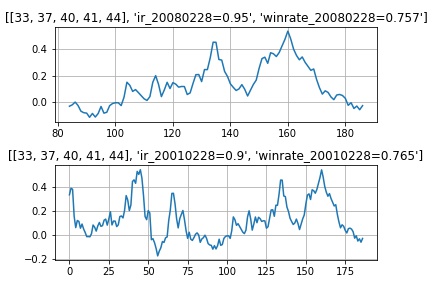 [[33, 37, 40, 41, 44], 'ir_20080228=0.95', 'winrate_20080228=0.757']
0.4
0.2
0.0
80 100 120 140 160 180
[[33, 37, 40, 41, 44], 'ir_20010228=0.9', 'winrate_20010228=0.765']
0.4
0.2
0.0
−0.2
0 25 50 75 100 125 150 175